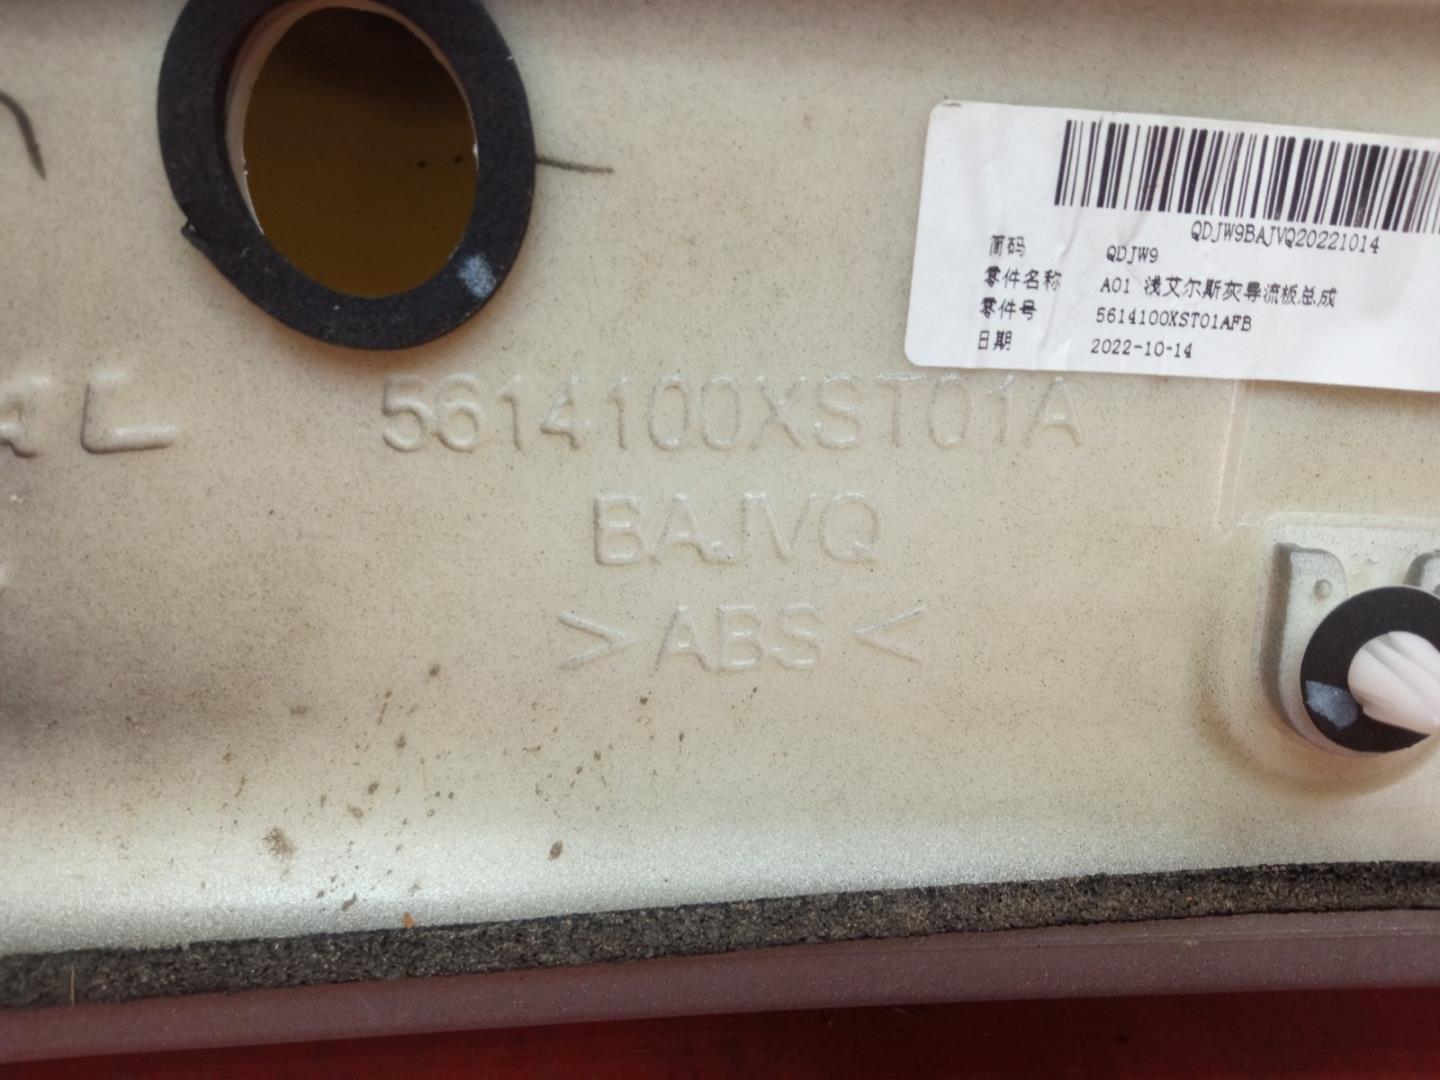 QDJW9BAJVQ20221014
简码 QDJW9
零件名称 A01 浅艾尔斯灰导流板总成
零件号 5614100XST01AFB
日期 2022-10-14
AL 5614100XST01A
BAJVQ
>ABS<